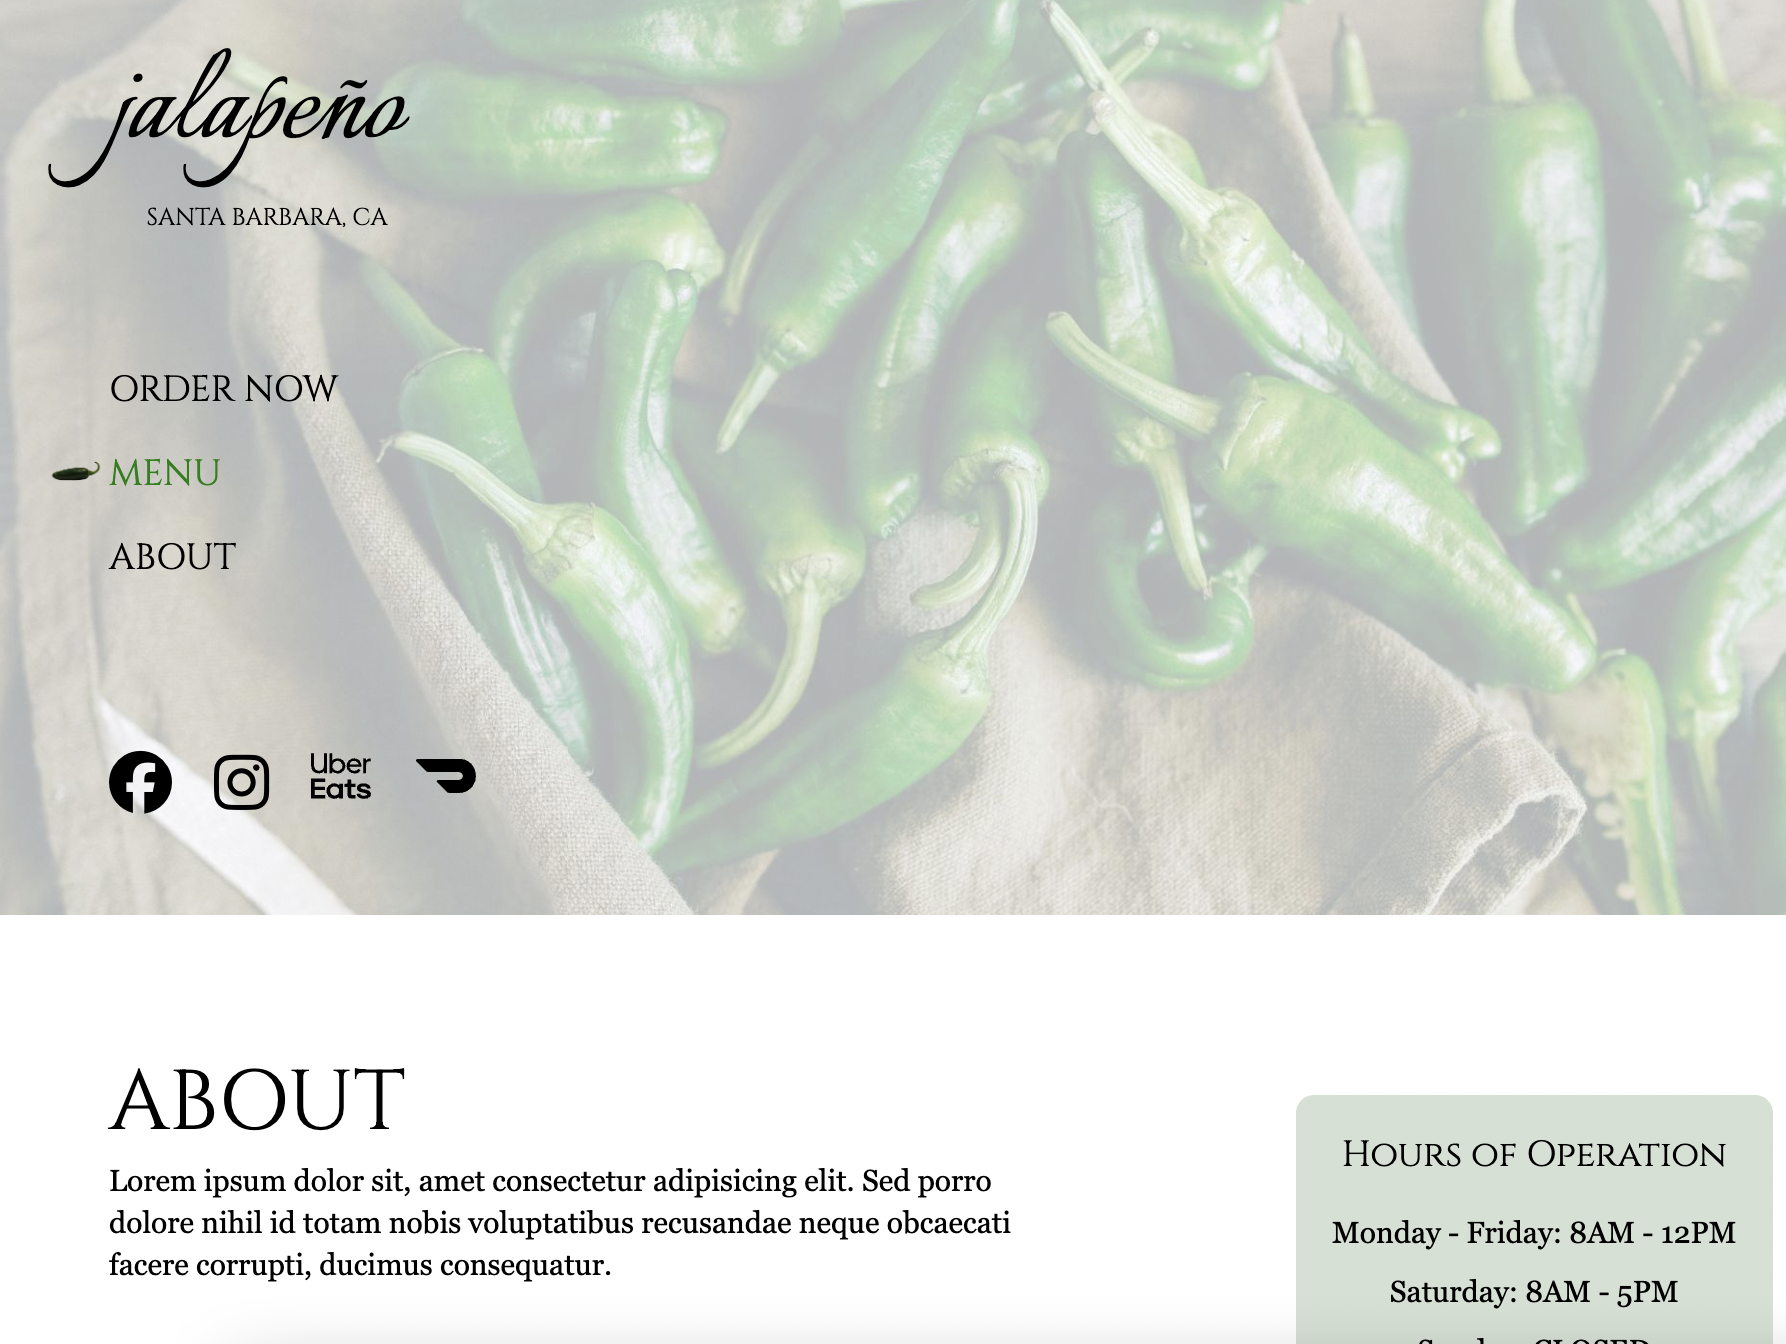 jalapeño
SANTA BARBARA, CA
ORDER NOW
MENU
ABOUT
Uber
Eats
ABOUT
Lorem ipsum dolor sit, amet consectetur adipisicing elit. Sed porro
dolore nihil id totam nobis voluptatibus recusandae neque obcaecati
facere corrupti, ducimus consequatur.
Hours of Operation
Monday - Friday: 8AM - 12PM
Saturday: 8AM - 5PM